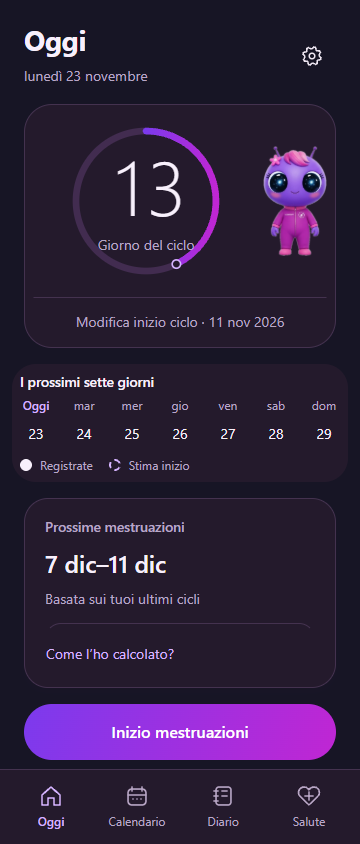 Oggi
lunedì 23 novembre
13
Giorno del ciclo
Modifica inizio ciclo · 11 nov 2026
I prossimi sette giorni
Oggi mar mer gio ven sab dom
23 24 25 26 27 28 29
Registrate Stima inizio
Prossime mestruazioni
7 dic–11 dic
Basata sui tuoi ultimi cicli
Come l’ho calcolato?
Inizio mestruazioni
Oggi Calendario Diario Salute